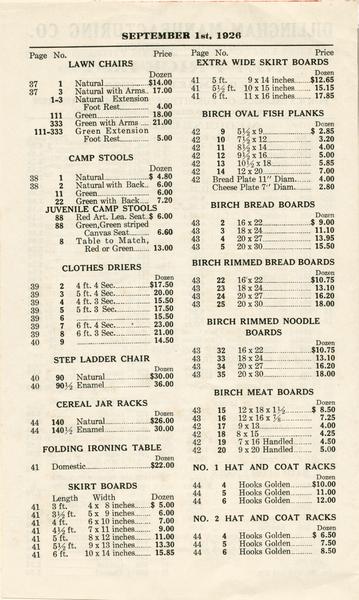 SEPTEMBER 1st, 1926
Page No. Price
LAWN CHAIRS
Dozen
37 1 Natural $14.00
37 3 Natural with Arms 17.00
1-3 Natural Extension
Foot Rest 4.00
111 Green 18.00
333 Green with Arms 21.00
111-333 Green Extension
Foot Rest 5.00
CAMP STOOLS
Dozen
38 1 Natural $ 4.80
38 2 Natural with Back 6.00
11 Green 6.00
22 Green with Back 7.20
JUVENILE CAMP STOOLS
88 Red Art. Lea. Seat $ 6.00
88 Green, Green striped
Canvas Seat 6.60
8 Table to Match,
Red or Green 13.00
CLOTHES DRIERS
Dozen
39 2 4 ft. 4 Sec. $17.50
39 3 5 ft. 4 Sec. 20.00
39 4 4 ft. 3 Sec. 15.50
39 5 5 ft. 3 Sec. 17.50
39 6 15.50
39 7 6 ft. 4 Sec. 23.00
39 8 6 ft. 3 Sec. 21.00
40 9 14.50
STEP LADDER CHAIR
Dozen
40 90 Natural $30.00
40 90½ Enamel 36.00
CEREAL JAR RACKS
Dozen
44 140 Natural $26.00
44 140½ Enamel 30.00
FOLDING IRONING TABLE
Dozen
41 Domestic $22.00
SKIRT BOARDS
Length Width Dozen
41 3 ft. 4 x 8 inches $ 5.00
41 3½ ft. 5 x 9 inches 6.00
41 4 ft. 6 x 10 inches 7.00
41 4½ ft. 7 x 11 inches 9.00
41 5 ft. 8 x 12 inches 11.00
41 5½ ft. 9 x 14 inches 13.30
41 6 ft. 10 x 14 inches 15.85
Page No. Price
EXTRA WIDE SKIRT BOARDS
Dozen
41 5 ft. 9 x 14 inches $12.65
41 5½ ft. 10 x 15 inches 15.15
41 6 ft. 11 x 16 inches 17.85
BIRCH OVAL FISH PLANKS
Dozen
42 9 5½ x 9 $ 2.85
42 10 7½ x 12 3.20
42 11 8½ x 14 4.00
42 12 9½ x 16 5.00
42 13 10½ x 18 5.85
42 14 12 x 20 7.00
42 Bread Plate 11" Diam. 4.00
Cheese Plate 7" Diam. 2.80
BIRCH BREAD BOARDS
Dozen
43 2 16 x 22 $ 9.00
43 3 18 x 24 11.10
43 4 20 x 27 13.95
43 5 20 x 30 15.50
BIRCH RIMMED BREAD BOARDS
Dozen
43 22 16 x 22 $10.75
43 23 18 x 24 13.10
43 24 20 x 27 16.20
43 25 20 x 30 18.00
BIRCH RIMMED NOODLE
BOARDS
Dozen
43 32 16 x 22 $10.75
43 33 18 x 24 13.10
43 34 20 x 27 16.20
43 35 20 x 30 18.00
BIRCH MEAT BOARDS
Dozen
43 15 12 x 18 x 1½ $ 8.50
43 16 12 x 16 x ⅞ 7.25
42 17 9 x 13 4.00
42 18 8 x 15 4.25
42 19 7 x 16 Handled 4.50
42 20 9 x 20 Handled 5.00
NO. 1 HAT AND COAT RACKS
Dozen
44 4 Hooks Golden $10.00
44 5 Hooks Golden 11.00
44 6 Hooks Golden 12.00
NO. 2 HAT AND COAT RACKS
Dozen
44 4 Hooks Golden $ 6.50
44 5 Hooks Golden 7.50
44 6 Hooks Golden 8.50